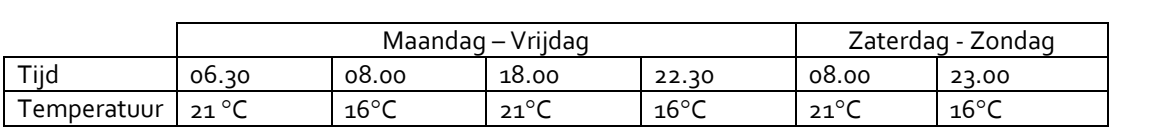 Maandag – Vrijdag Zaterdag - Zondag
Tijd 06.30 08.00 18.00 22.30 08.00 23.00
Temperatuur 21 °C 16°C 21°C 16°C 21°C 16°C